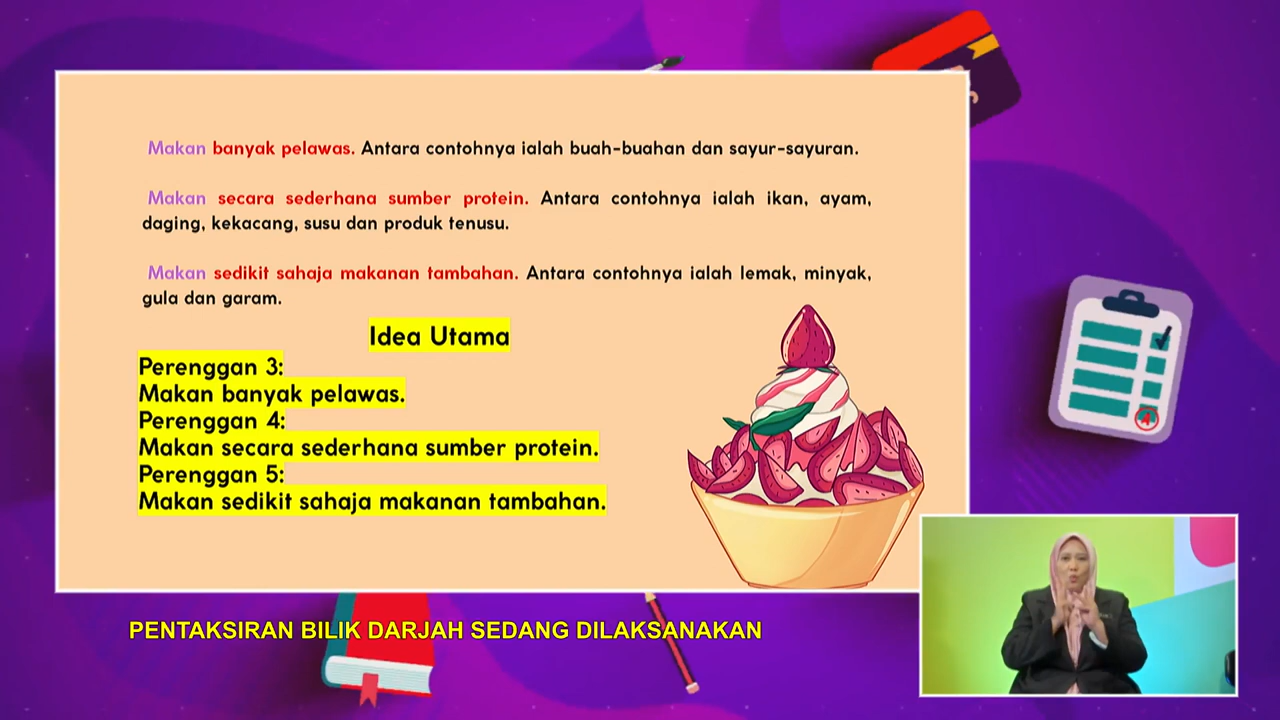 Makan banyak pelawas. Antara contohnya ialah buah-buahan dan sayur-sayuran.
Makan secara sederhana sumber protein. Antara contohnya ialah ikan, ayam,
daging, kekacang, susu dan produk tenusu.
Makan sedikit sahaja makanan tambahan. Antara contohnya ialah lemak, minyak,
gula dan garam.
Idea Utama
Perenggan 3:
Makan banyak pelawas.
Perenggan 4:
Makan secara sederhana sumber protein.
Perenggan 5:
Makan sedikit sahaja makanan tambahan.
PENTAKSIRAN BILIK DARJAH SEDANG DILAKSANAKAN